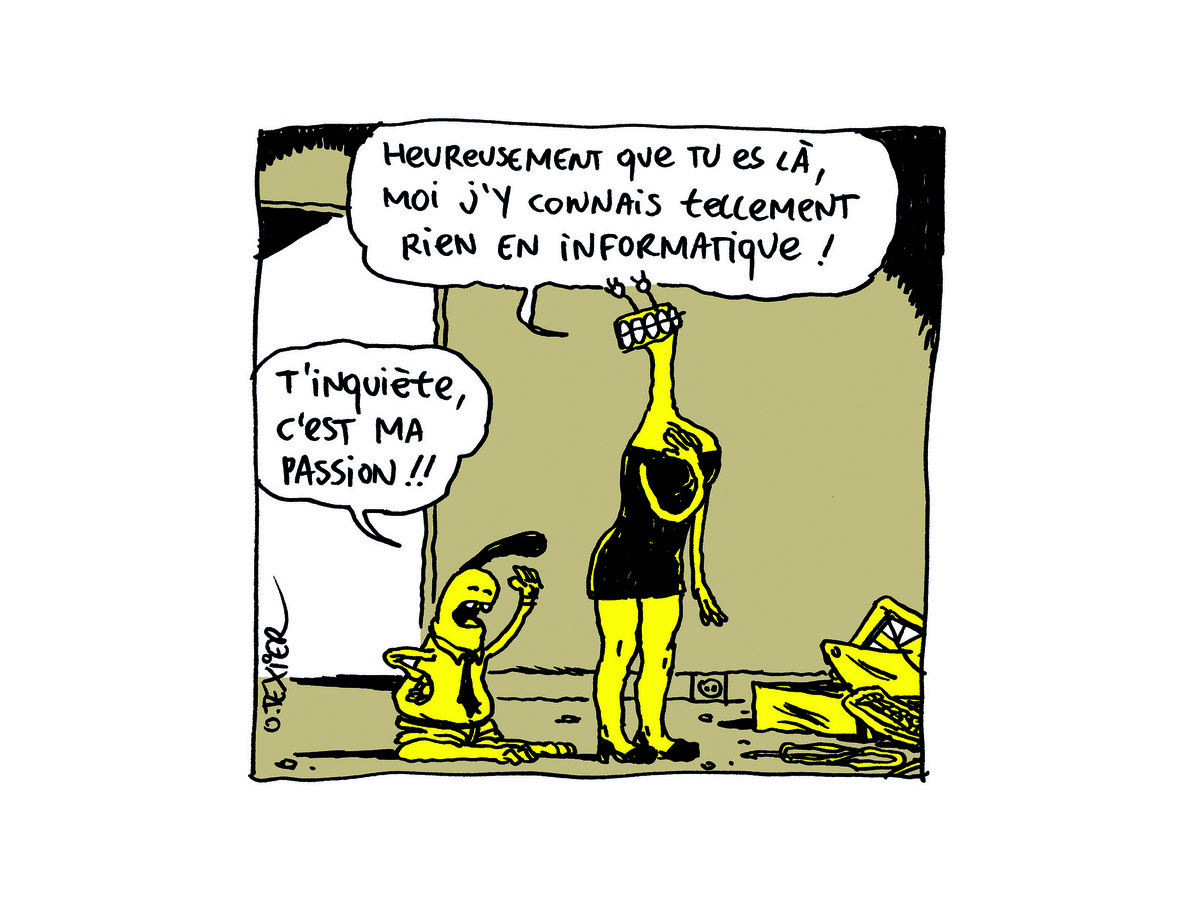 HEUREUSEMENT QUE TU ES LÀ,
MOI J'Y CONNAIS TELLEMENT
RIEN EN INFORMATIQUE !
T'INQUIÈTE,
C'EST MA
PASSION !!
O.TEXIER